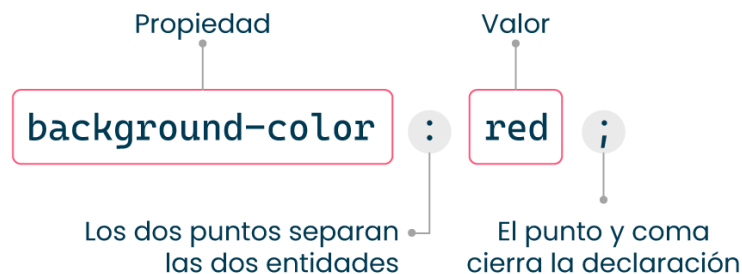 Propiedad Valor
background-color : red ;
Los dos puntos separan
las dos entidades
El punto y coma
cierra la declaración